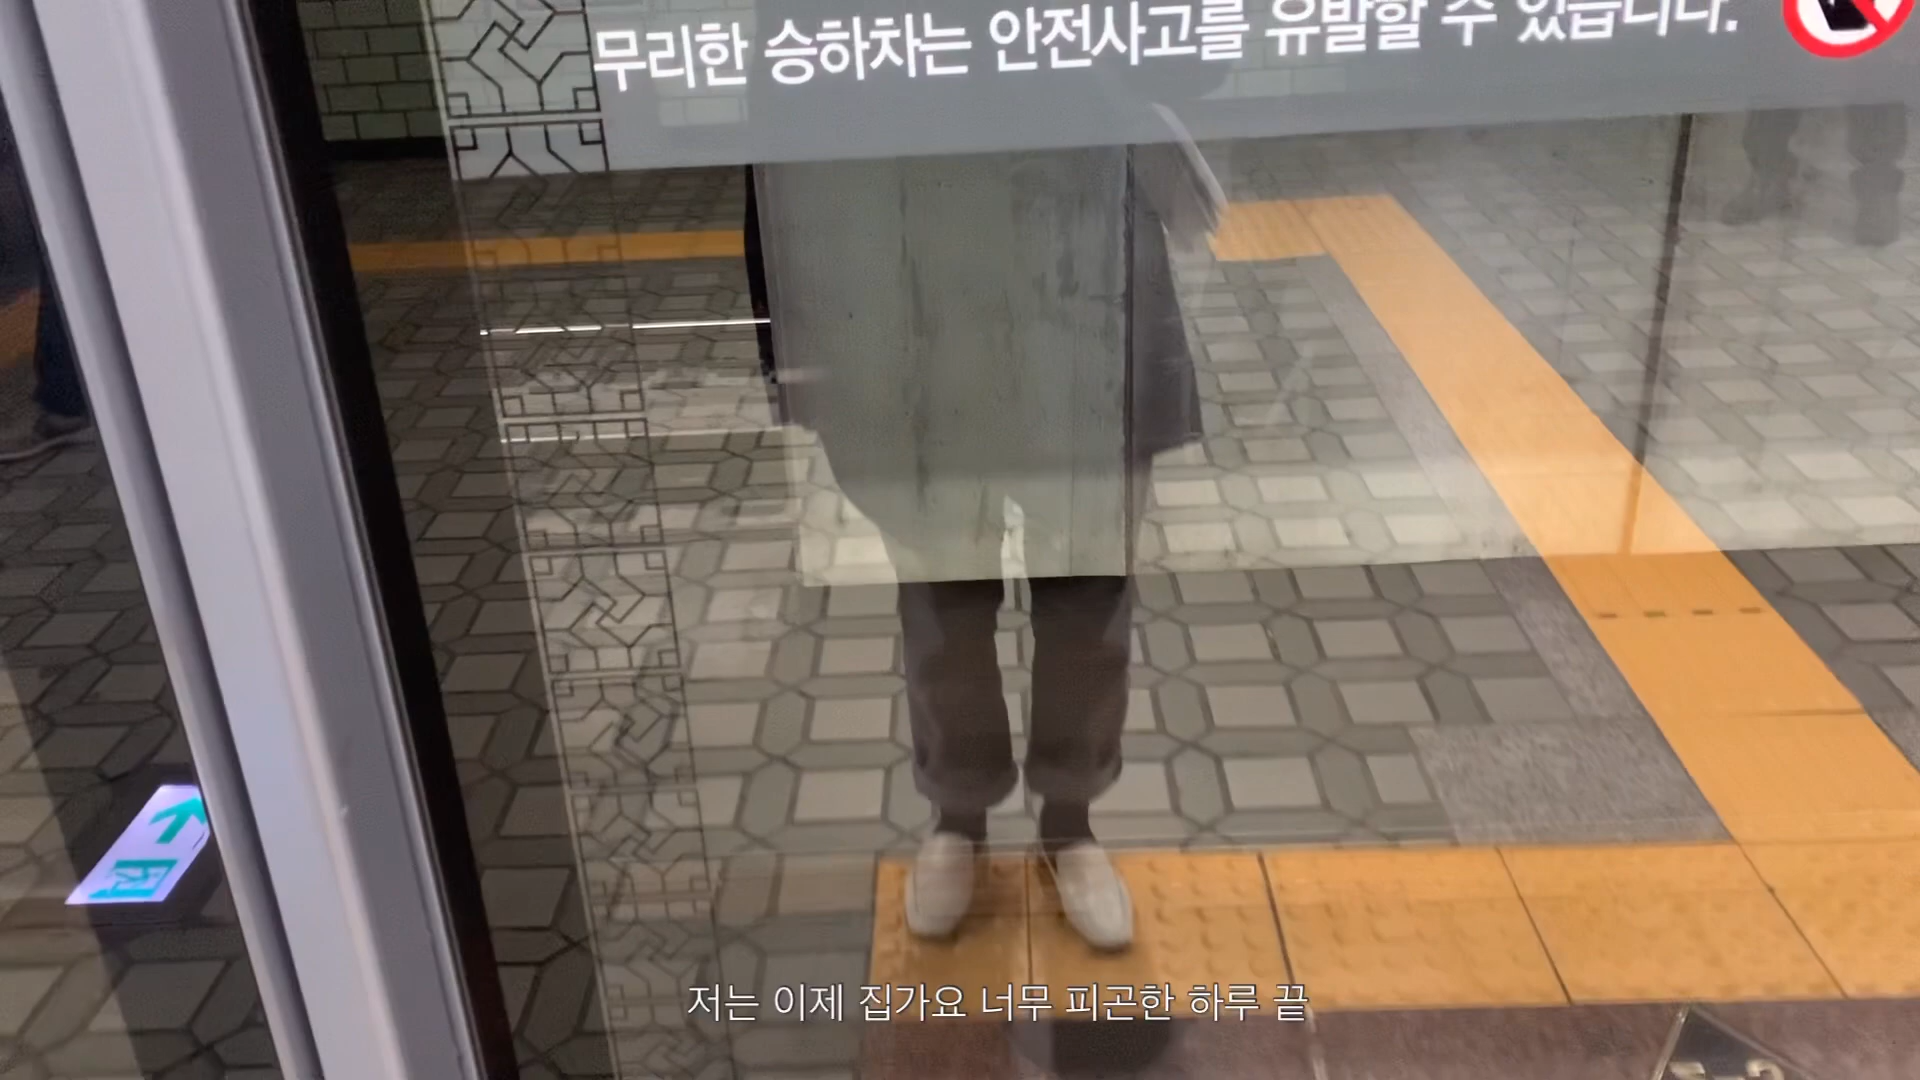 무리한 승하차는 안전사고를 유발할 수 있습니다.
저는 이제 집가요 너무 피곤한 하루 끝